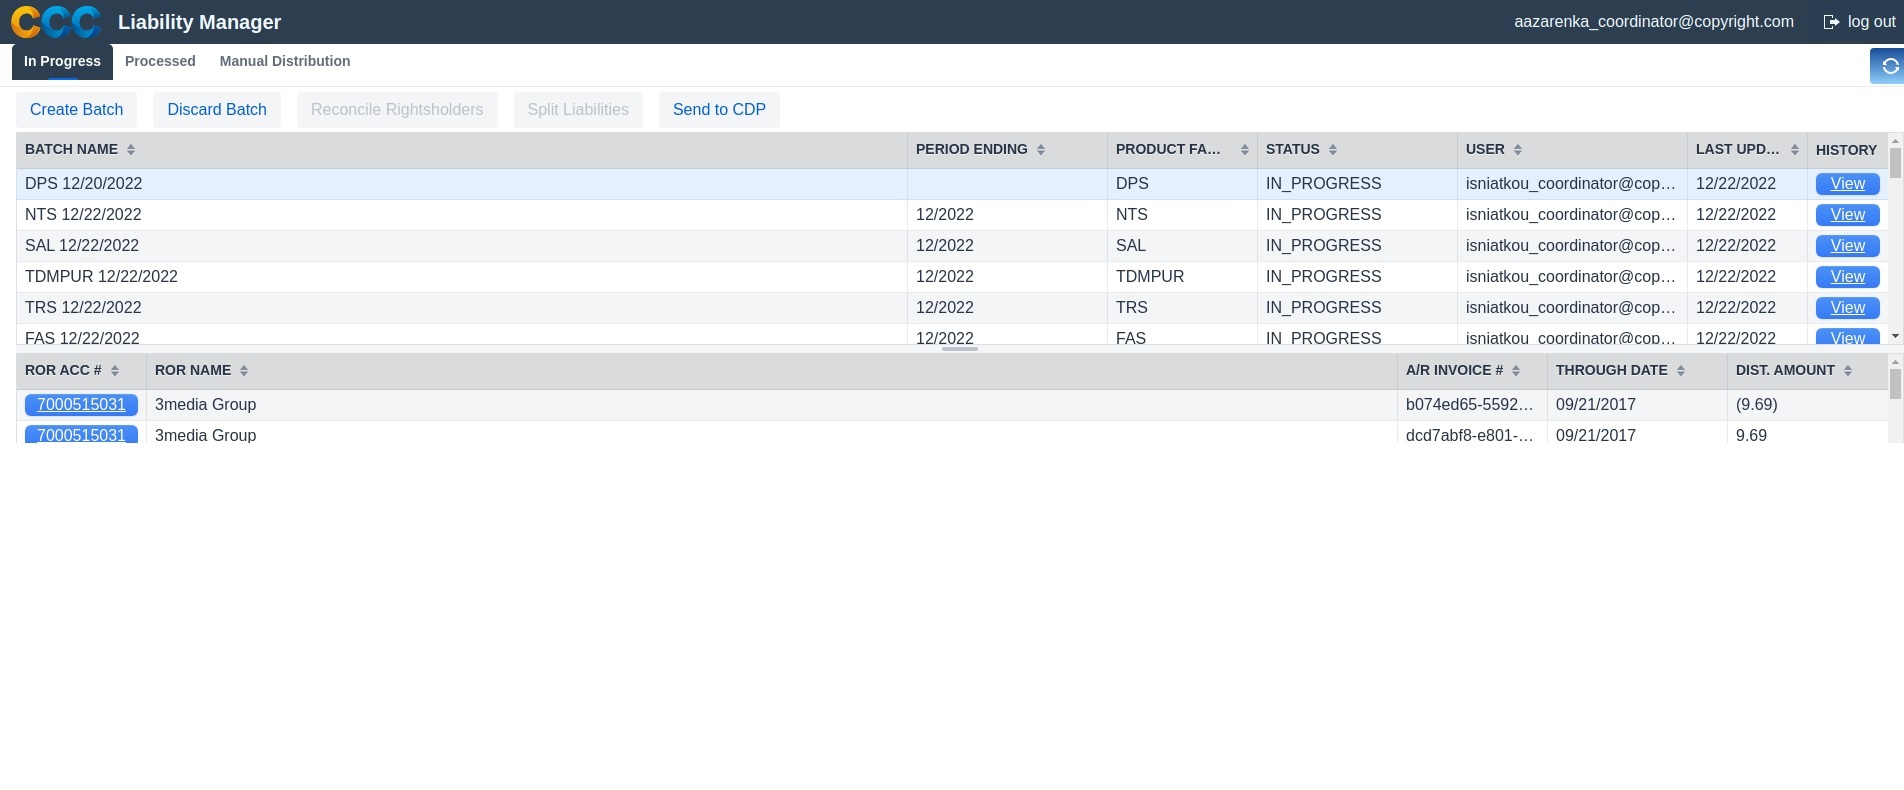 CCC Liability Manager aazarenka_coordinator@copyright.com log out
In Progress Processed Manual Distribution
Create Batch Discard Batch Reconcile Rightsholders Split Liabilities Send to CDP
BATCH NAME PERIOD ENDING PRODUCT FA... STATUS USER LAST UPD... HISTORY
DPS 12/20/2022 DPS IN_PROGRESS isniatkou_coordinator@cop... 12/22/2022 View
NTS 12/22/2022 12/2022 NTS IN_PROGRESS isniatkou_coordinator@cop... 12/22/2022 View
SAL 12/22/2022 12/2022 SAL IN_PROGRESS isniatkou_coordinator@cop... 12/22/2022 View
TDMPUR 12/22/2022 12/2022 TDMPUR IN_PROGRESS isniatkou_coordinator@cop... 12/22/2022 View
TRS 12/22/2022 12/2022 TRS IN_PROGRESS isniatkou_coordinator@cop... 12/22/2022 View
FAS 12/22/2022 12/2022 FAS IN_PROGRESS isniatkou_coordinator@cop... 12/22/2022 View
ROR ACC # ROR NAME A/R INVOICE # THROUGH DATE DIST. AMOUNT
7000515031 3media Group b074ed65-5592... 09/21/2017 (9.69)
7000515031 3media Group dcd7abf8-e801-... 09/21/2017 9.69